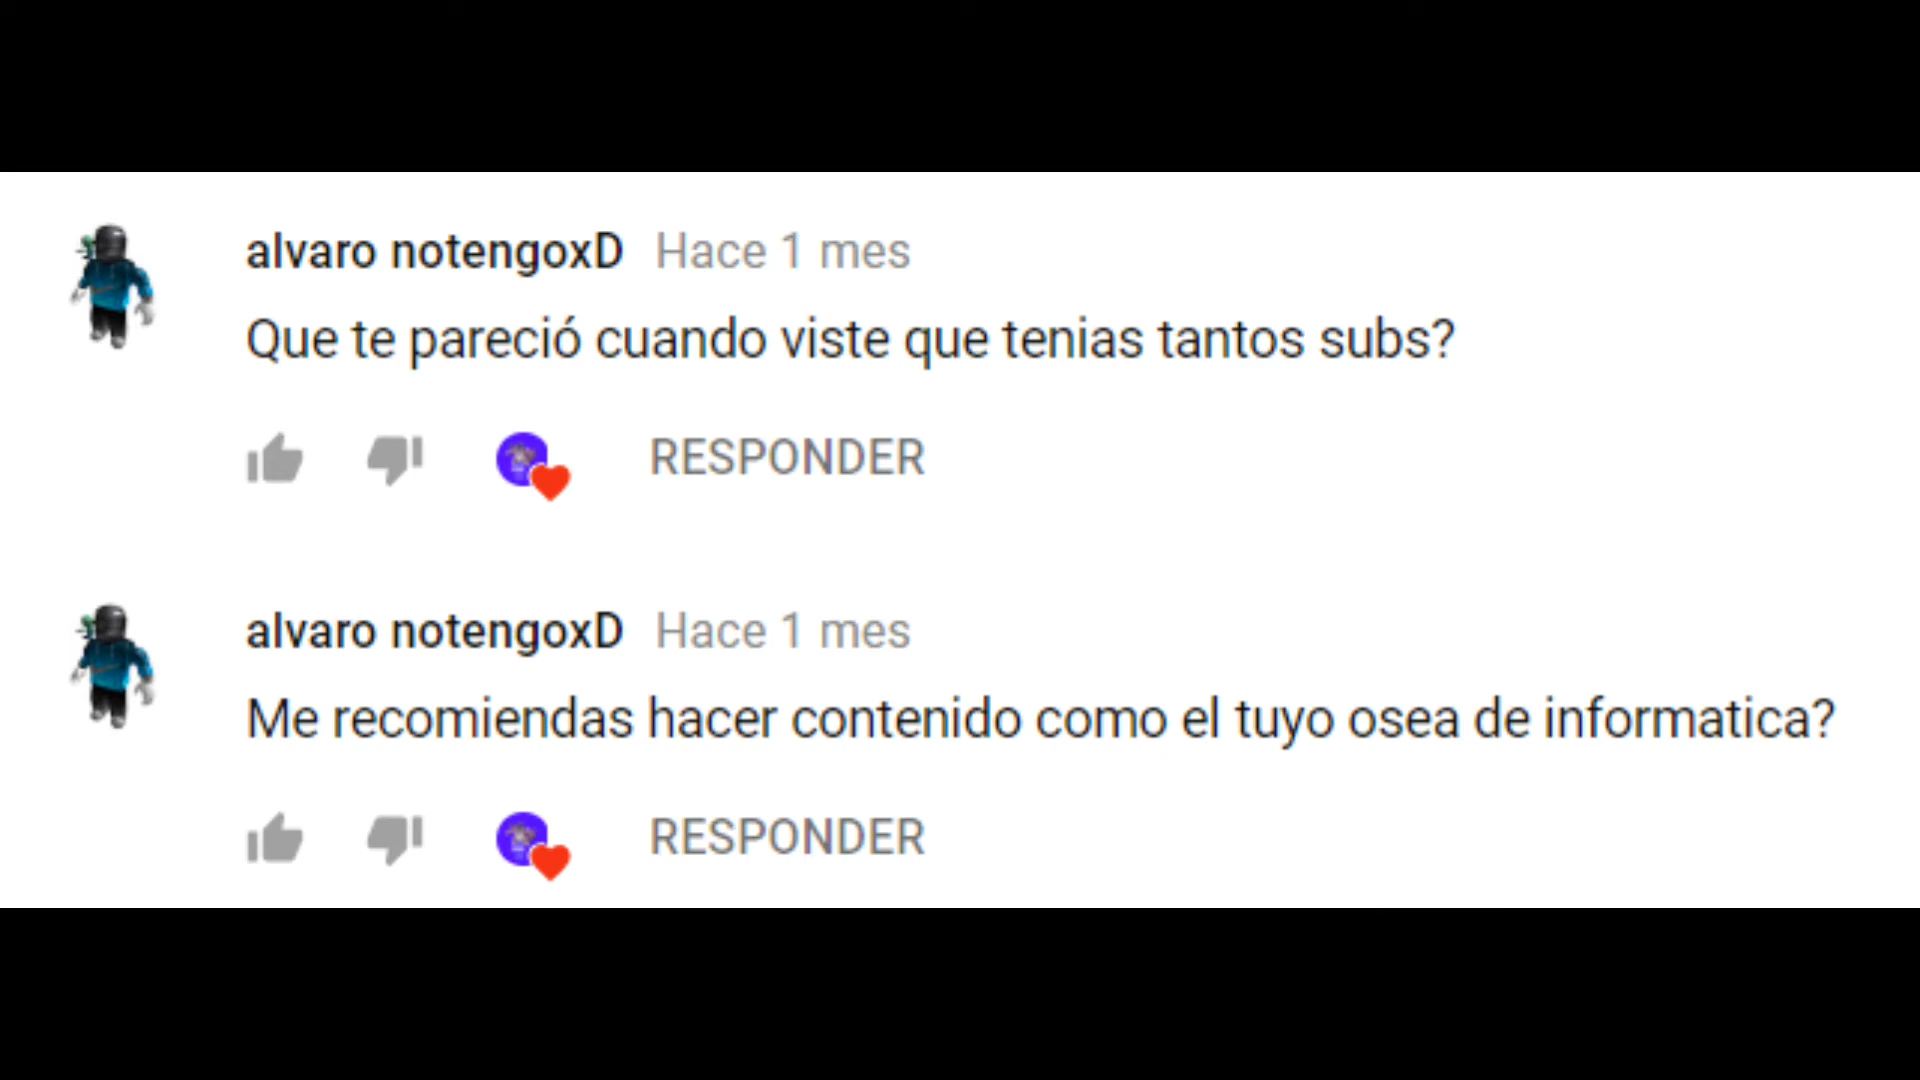 alvaro notengoxD Hace 1 mes
Que te pareció cuando viste que tenias tantos subs?
RESPONDER
alvaro notengoxD Hace 1 mes
Me recomiendas hacer contenido como el tuyo osea de informatica?
RESPONDER